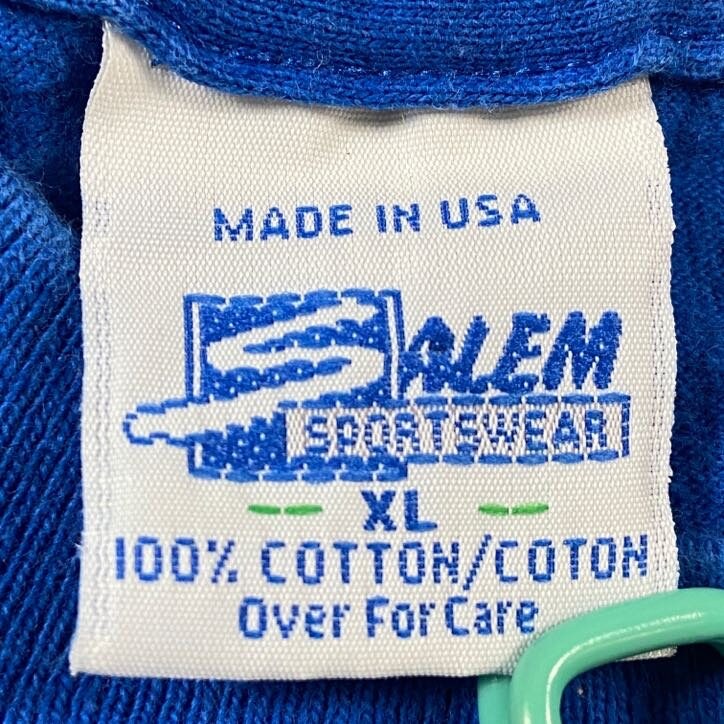 MADE IN USA
SALEM
SPORTSWEAR
XL
100% COTTON/COTON
Over For Care